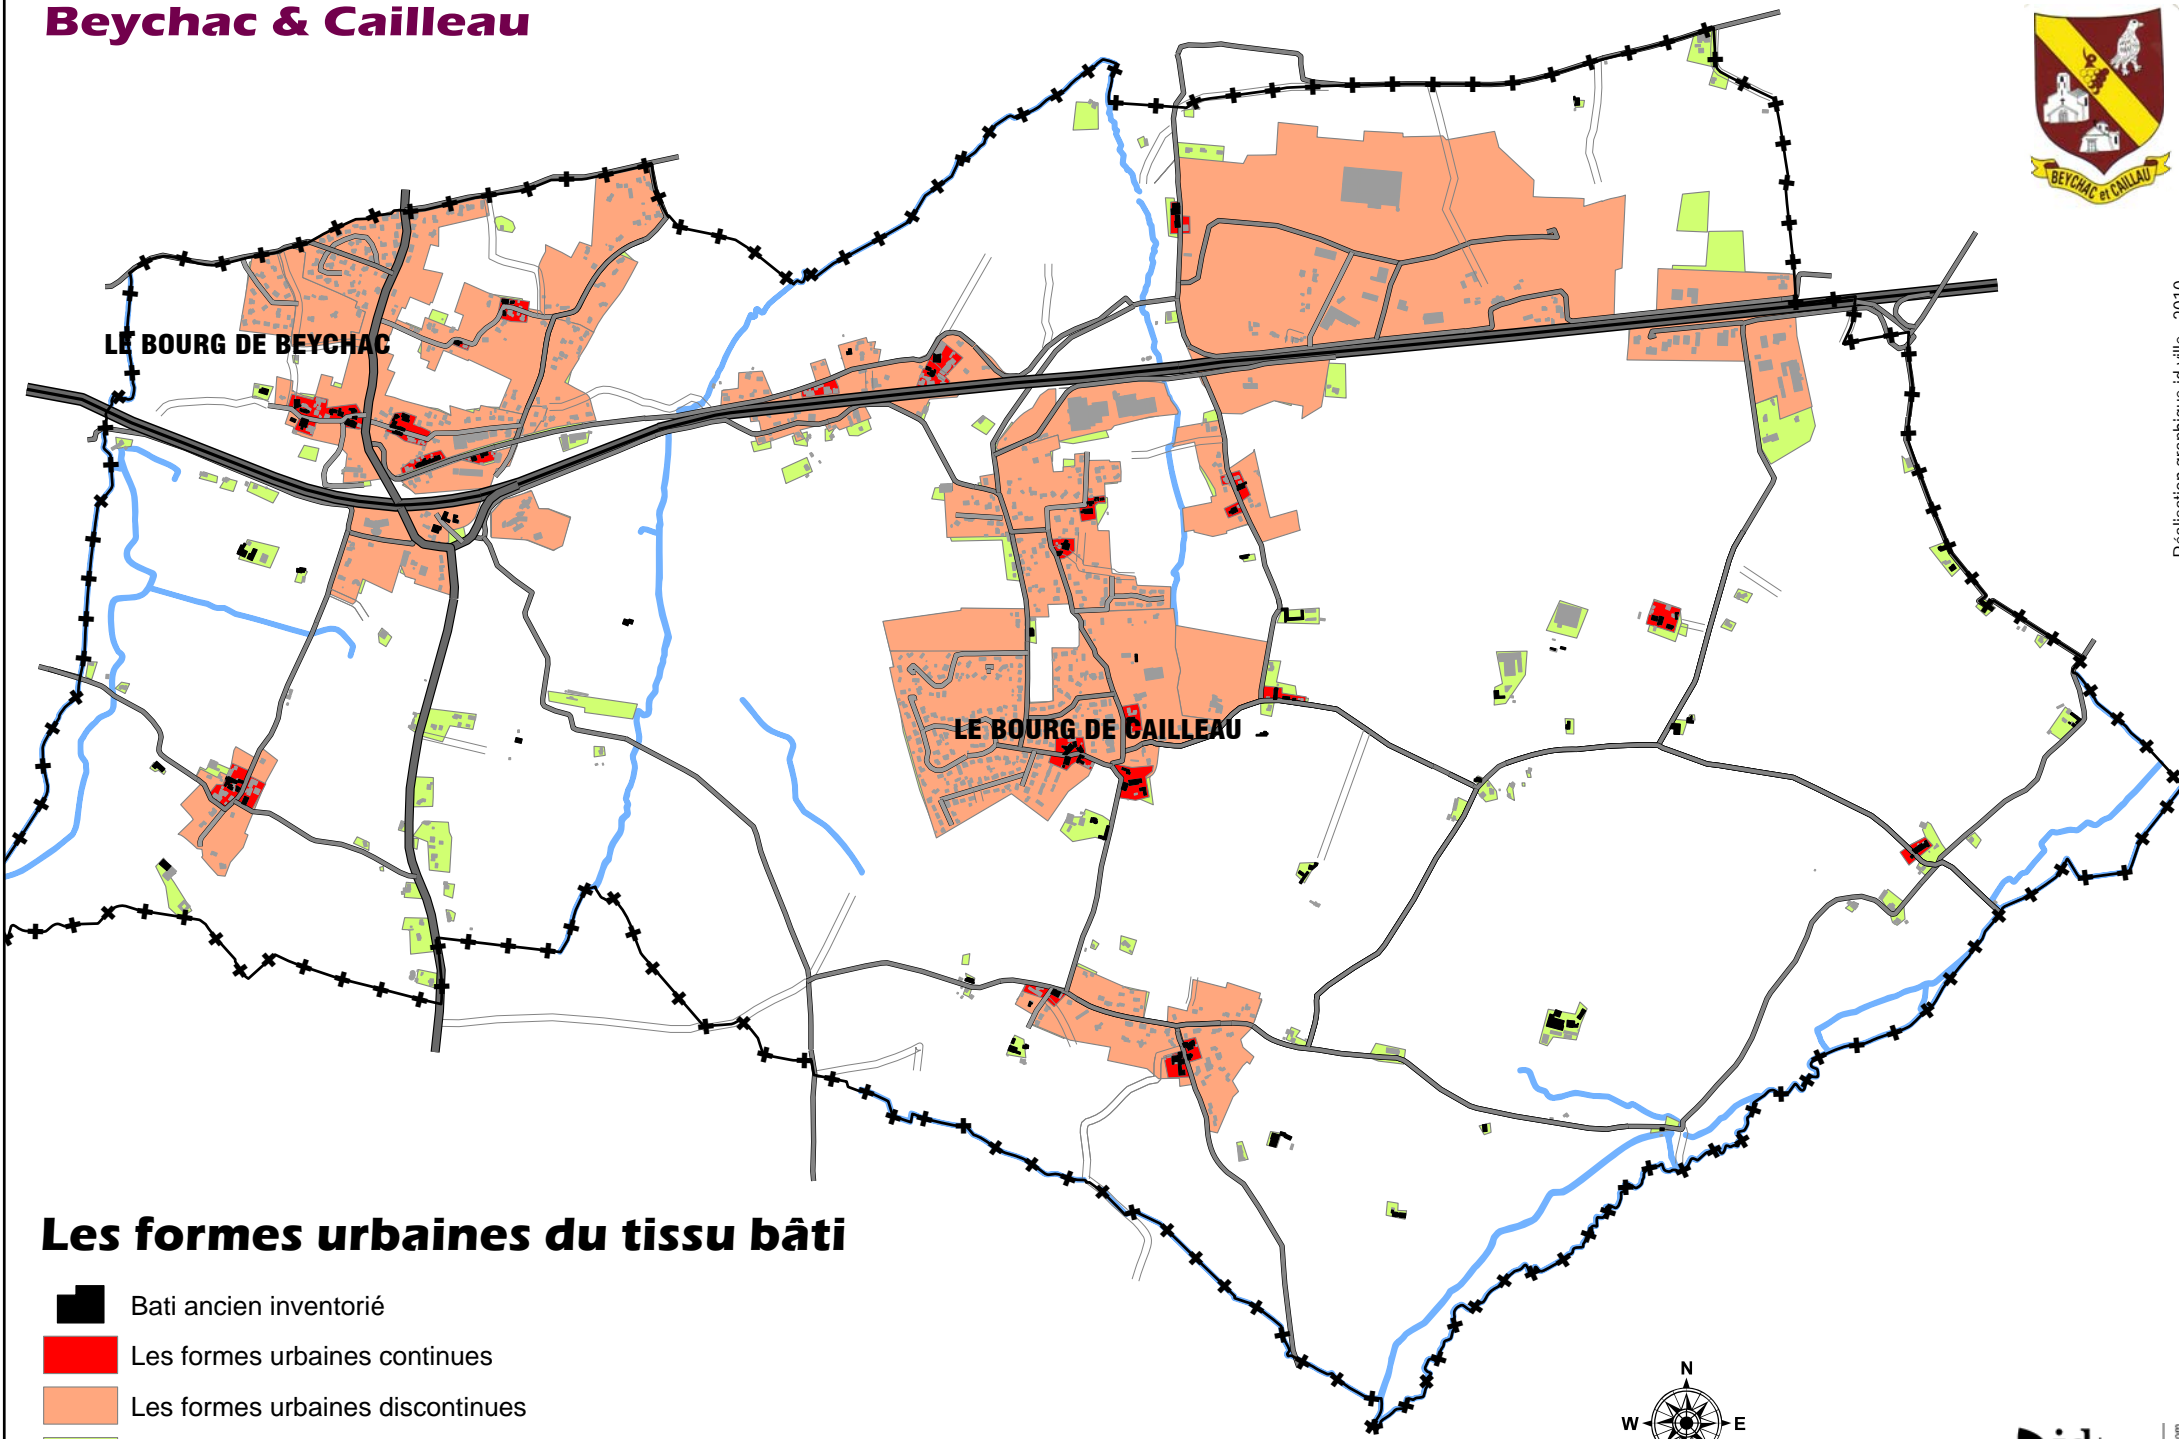 Beychac & Cailleau
BEYCHAC et CAILLAU
LE BOURG DE BEYCHAC
LE BOURG DE CAILLEAU
Les formes urbaines du tissu bâti
Bati ancien inventorié
Les formes urbaines continues
Les formes urbaines discontinues
N
W
E